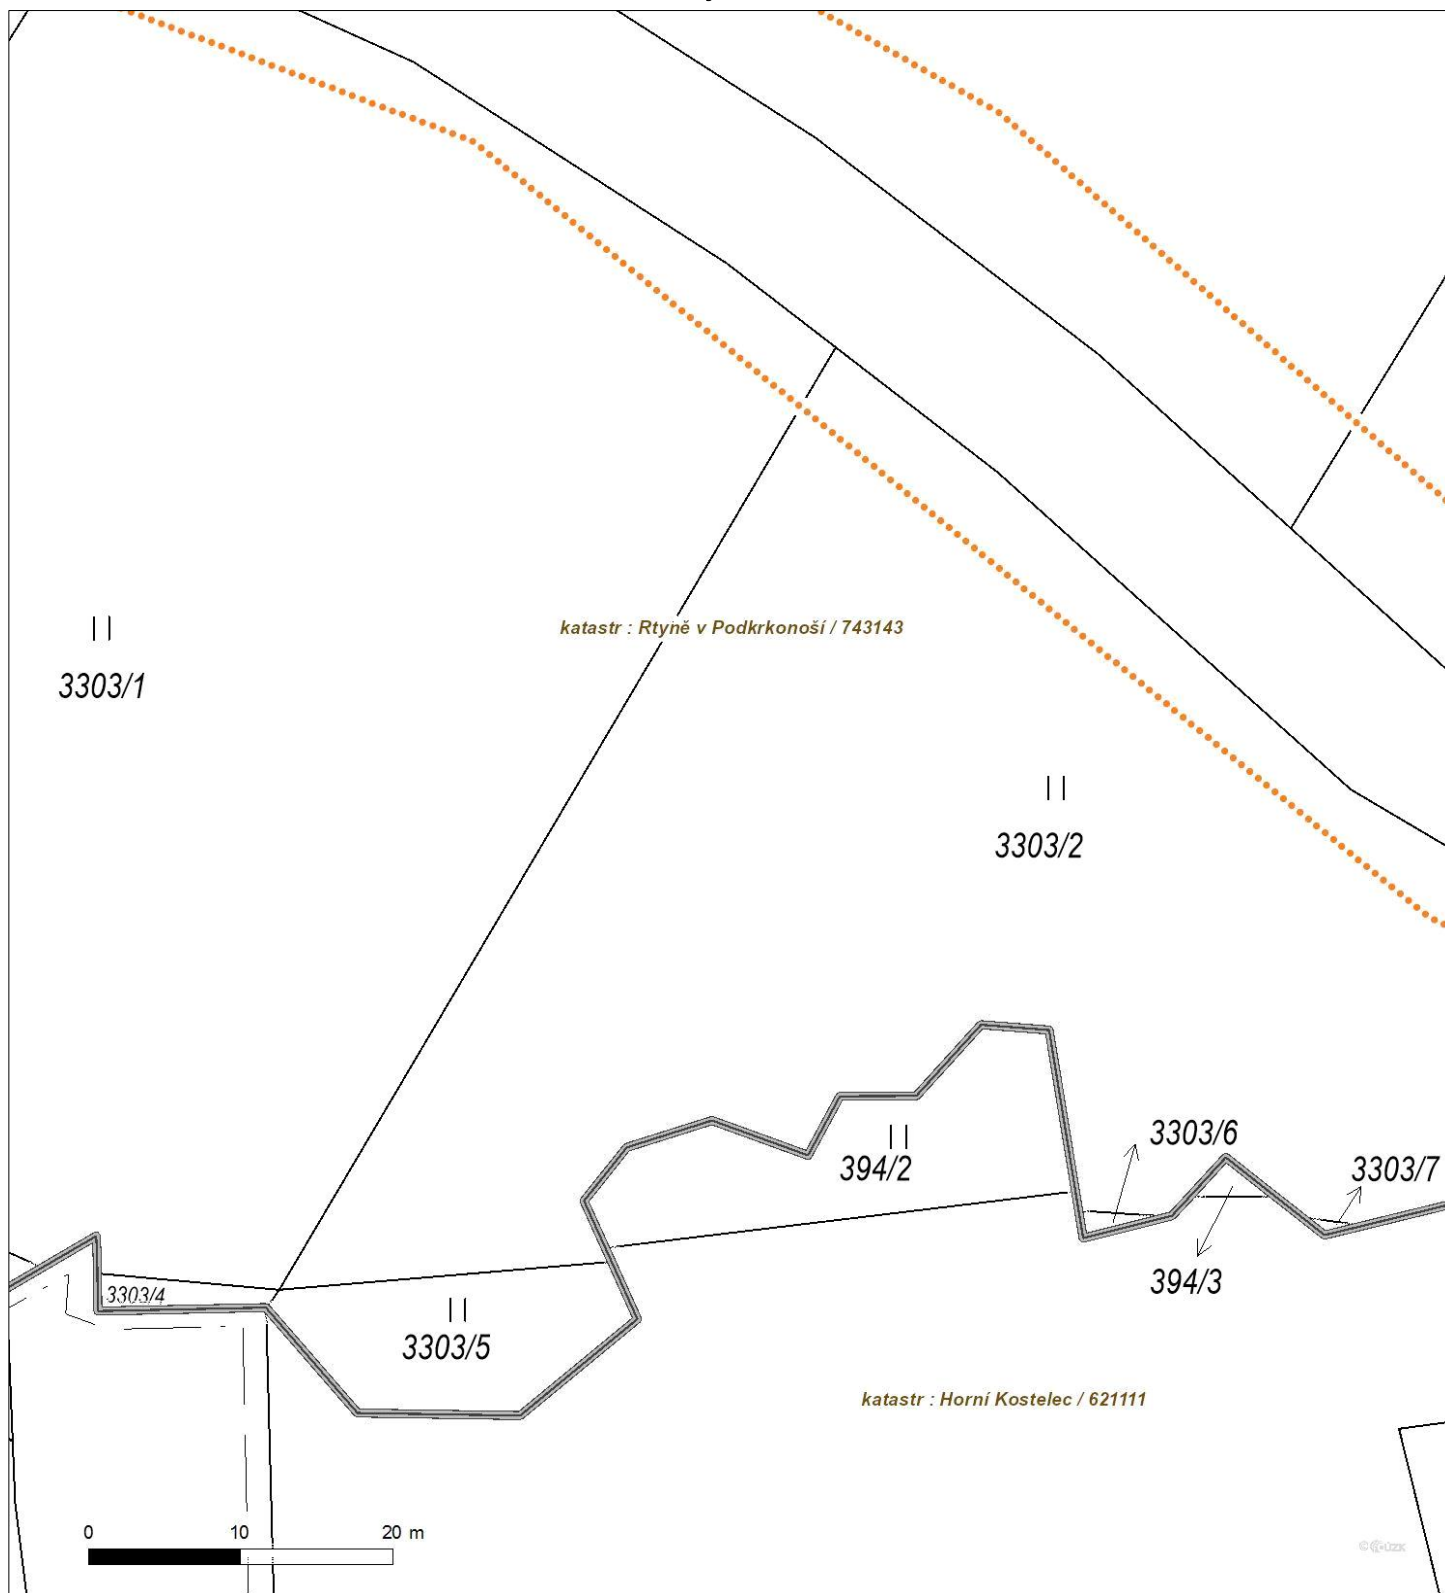 katastr : Rtyně v Podkrkonoší / 743143
3303/1
3303/2
3303/6
394/2
3303/7
394/3
3303/4
3303/5
katastr : Horní Kostelec / 621111
0 10 20 m